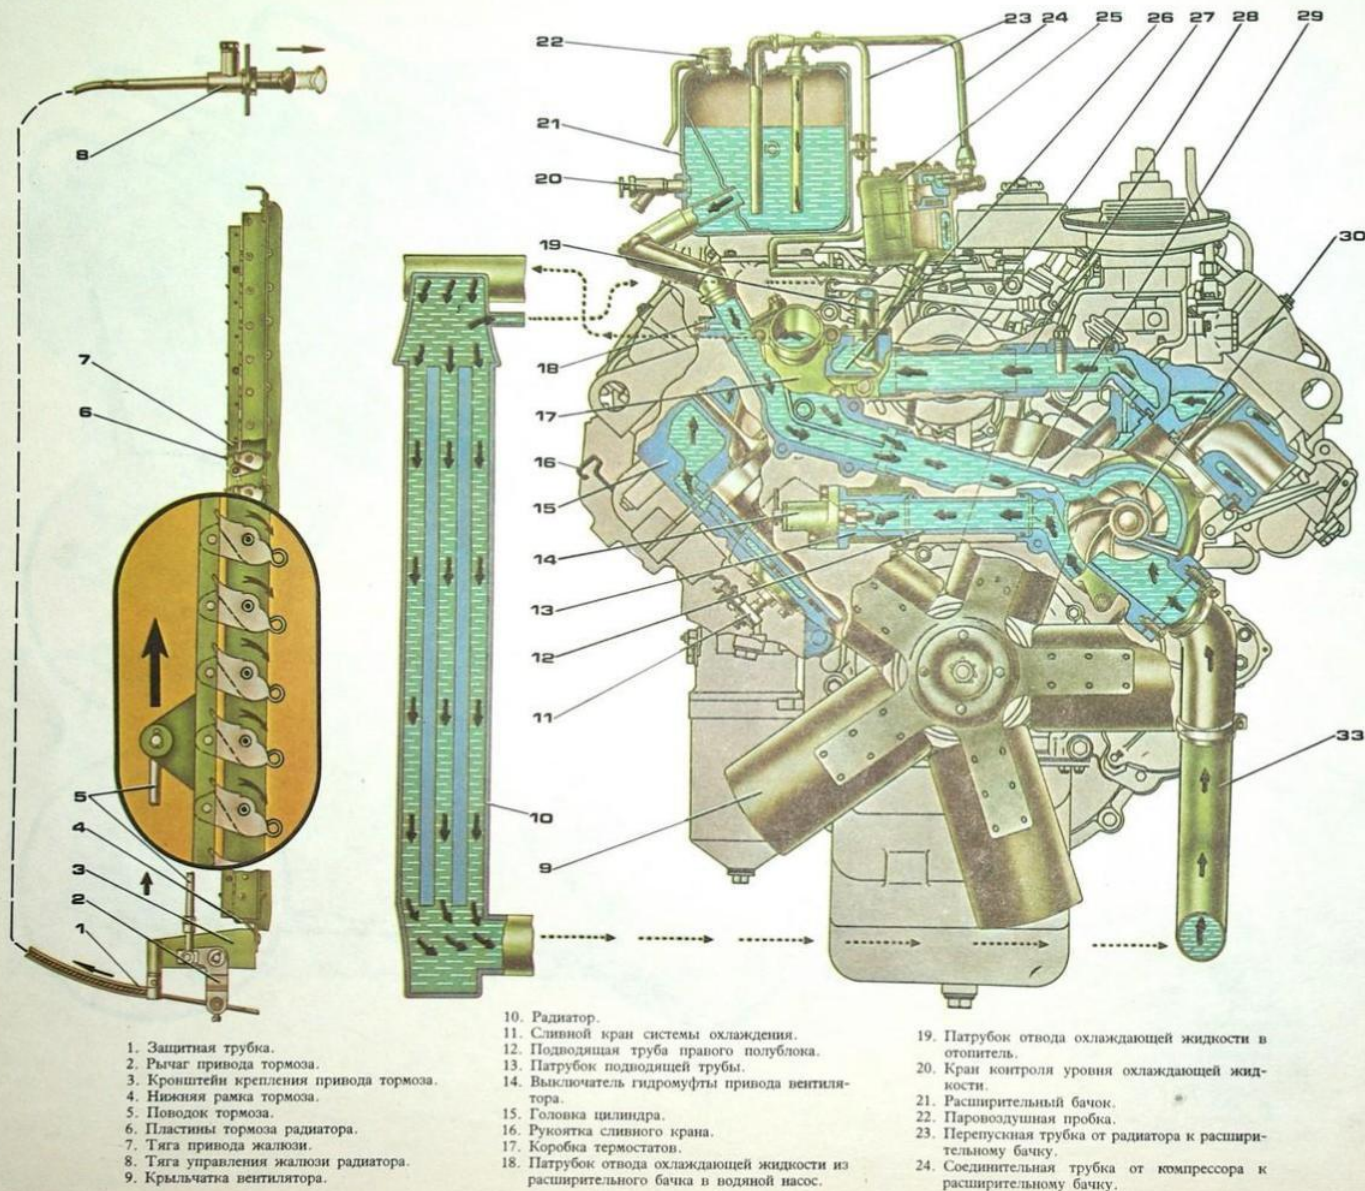 22
23
24
25
26
27
28
29
21
8
20
19
30
7
18
6
17
16
15
14
13
12
11
33
5
10
4
9
3
2
1
1. Защитная трубка.
2. Рычаг привода тормоза.
3. Кронштейн крепления привода тормоза.
4. Нижняя рамка тормоза.
5. Поводок тормоза.
6. Пластины тормоза радиатора.
7. Тяга привода жалюзи.
8. Тяга управления жалюзи радиатора.
9. Крыльчатка вентилятора.
10. Радиатор.
11. Сливной кран системы охлаждения.
12. Подводящая труба правого полублока.
13. Патрубок подводящей трубы.
14. Выключатель гидромуфты привода вентиля-
тора.
15. Головка цилиндра.
16. Рукоятка сливного крана.
17. Коробка термостатов.
18. Патрубок отвода охлаждающей жидкости из
расширительного бачка в водяной насос.
19. Патрубок отвода охлаждающей жидкости в
отопитель.
20. Кран контроля уровня охлаждающей жид-
кости.
21. Расширительный бачок.
22. Паровоздушная пробка.
23. Перепускная трубка от радиатора к расшири-
тельному бачку.
24. Соединительная трубка от компрессора к
расширительному бачку.